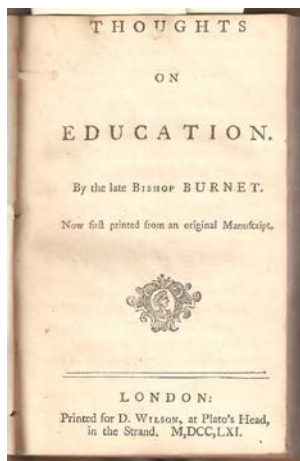 THOUGHTS
ON
EDUCATION.
By the late BISHOP BURNET.
Now firſt printed from an original Manuſcript.
LONDON:
Printed for D. WILSON, at Plato's Head,
in the Strand. M,DCC,LXI.